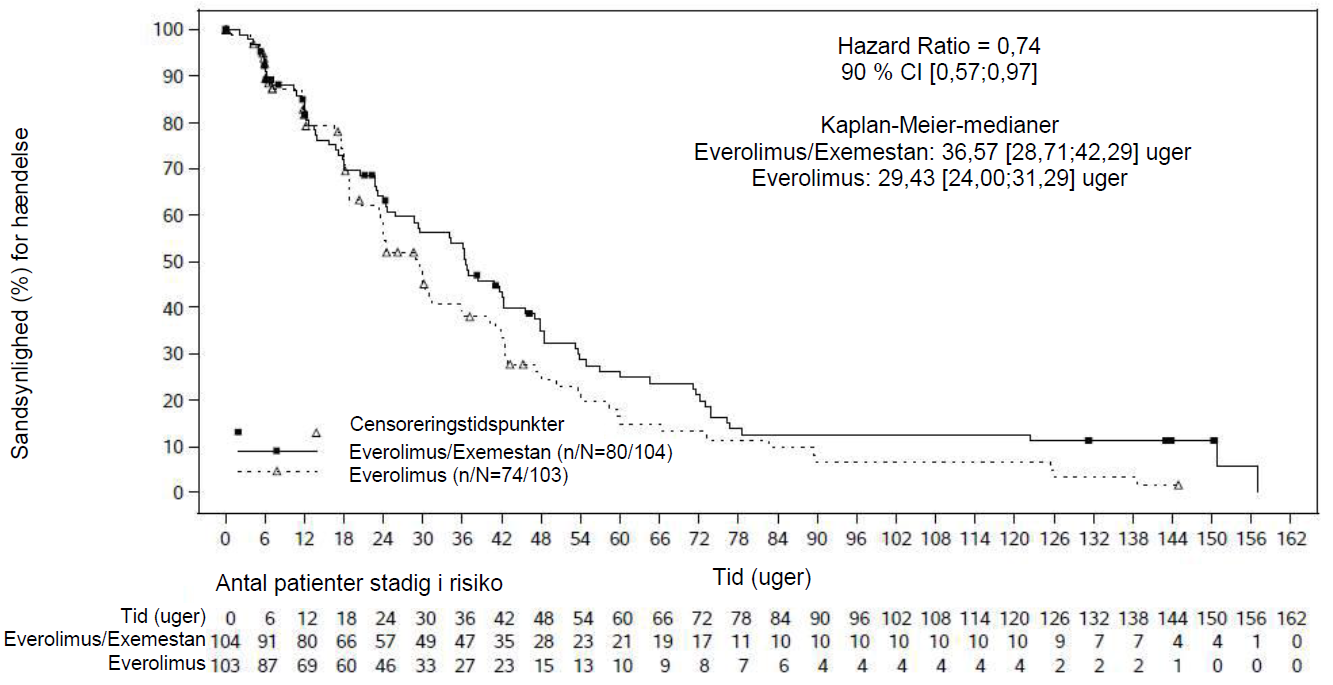 Hazard Ratio = 0,74
90 % CI [0,57;0,97]
Kaplan-Meier-medianer
Everolimus/Exemestan: 36,57 [28,71;42,29] uger
Everolimus: 29,43 [24,00;31,29] uger
Sandsynlighed (%) for hændelse
100
90
80
70
60
50
40
30
20
10
0
Censoreringstidspunkter
Everolimus/Exemestan (n/N=80/104)
Everolimus (n/N=74/103)
0 6 12 18 24 30 36 42 48 54 60 66 72 78 84 90 96 102 108 114 120 126 132 138 144 150 156 162
Tid (uger)
Antal patienter stadig i risiko
Tid (uger) 0 6 12 18 24 30 36 42 48 54 60 66 72 78 84 90 96 102 108 114 120 126 132 138 144 150 156 162
Everolimus/Exemestan 104 91 80 66 57 49 47 35 28 23 21 19 17 11 10 10 10 10 10 10 10 9 7 7 4 4 1 0
Everolimus 103 87 69 60 46 33 27 23 15 13 10 9 8 7 6 4 4 4 4 4 4 2 2 2 1 0 0 0